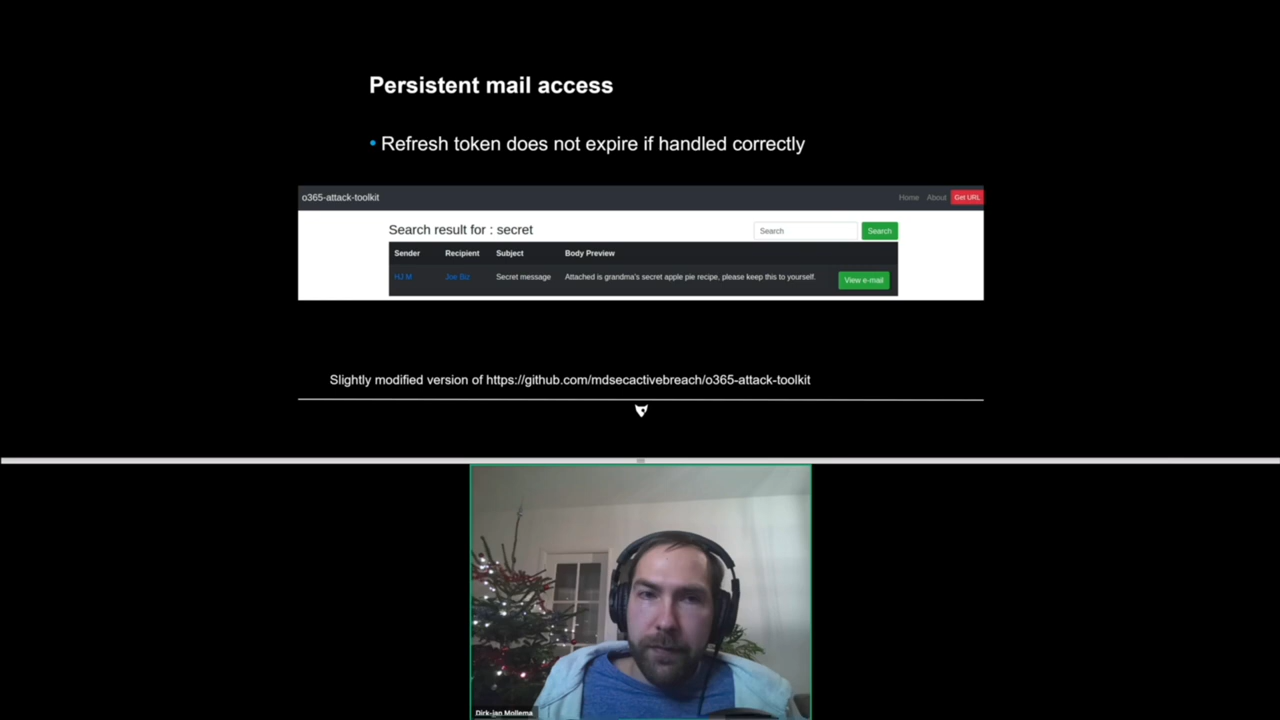 Persistent mail access
• Refresh token does not expire if handled correctly
o365-attack-toolkit Home About Get URL
Search result for : secret Search Search
Sender Recipient Subject Body Preview
HJ M Joe Biz Secret message Attached is grandma's secret apple pie recipe, please keep this to yourself. View e-mail
Slightly modified version of https://github.com/mdsecactivebreach/o365-attack-toolkit
Dirk-jan Mollema